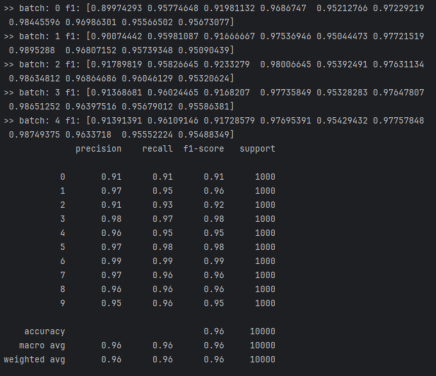 >> batch: 0 f1: [0.89974293 0.95774648 0.91981132 0.9686747  0.95212766 0.97229219
 0.98445596 0.96986301 0.95566502 0.95673077]
>> batch: 1 f1: [0.90074442 0.95981087 0.91666667 0.97536946 0.95044473 0.97721519
 0.9895288  0.96807152 0.95739348 0.95090439]
>> batch: 2 f1: [0.91789819 0.95826645 0.9233132  0.98006645 0.95392491 0.97631134
 0.98634812 0.96864686 0.96046129 0.95320624]
>> batch: 3 f1: [0.91368681 0.96024465 0.9168207  0.97735849 0.95328283 0.97647807
 0.98651252 0.96397516 0.95679012 0.95586381]
>> batch: 4 f1: [0.91391391 0.96109146 0.91728579 0.97695391 0.95429432 0.97757848
 0.98749375 0.9633718  0.95552224 0.95488349]
precision recall f1-score support
0 0.91 0.91 0.91 1000
1 0.97 0.95 0.96 1000
2 0.91 0.93 0.92 1000
3 0.98 0.97 0.98 1000
4 0.96 0.95 0.95 1000
5 0.97 0.98 0.98 1000
6 0.99 0.99 0.99 1000
7 0.96 0.96 0.96 1000
8 0.96 0.96 0.96 1000
9 0.95 0.96 0.95 1000
accuracy 0.96 10000
macro avg 0.96 0.96 0.96 10000
weighted avg 0.96 0.96 0.96 10000